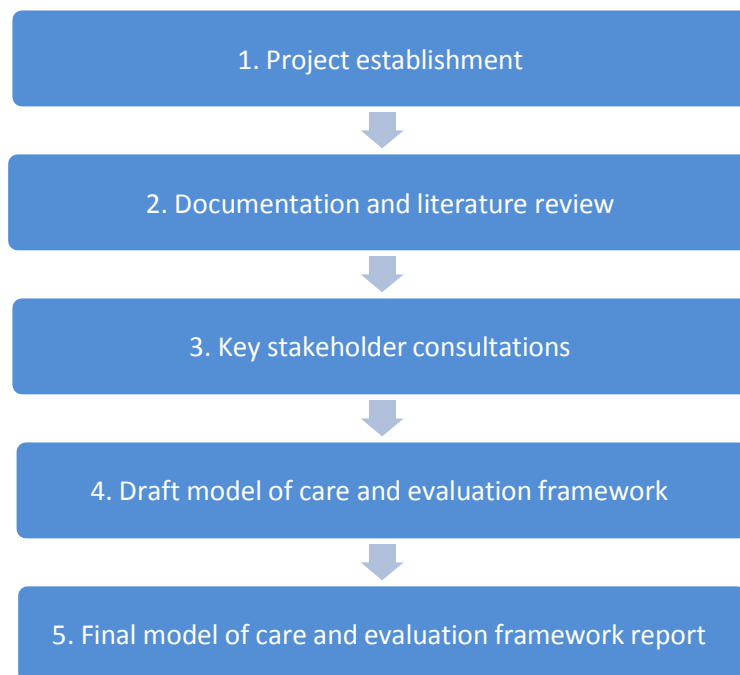 1. Project establishment
2. Documentation and literature review
3. Key stakeholder consultations
4. Draft model of care and evaluation framework
5. Final model of care and evaluation framework report